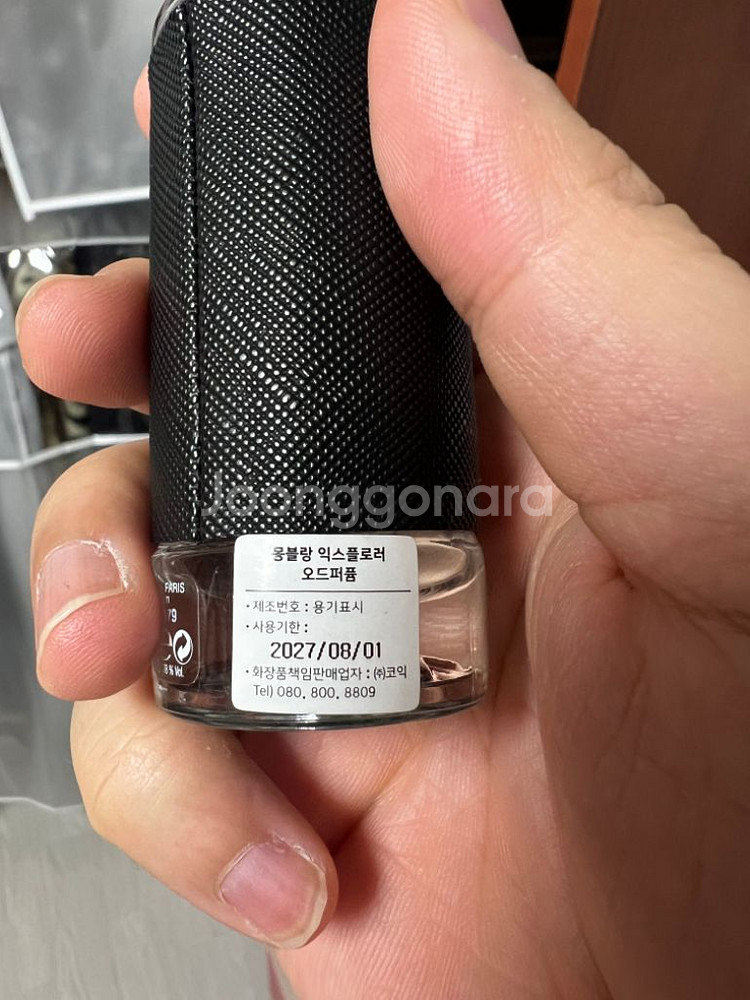 Joonggonara
몽블랑 익스플로러
오드퍼퓸
· 제조번호 : 용기표시
· 사용기한 :
2027/08/01
· 화장품책임판매업자 : ㈜코익
Tel) 080. 800. 8809
PARIS
79
% Vol.